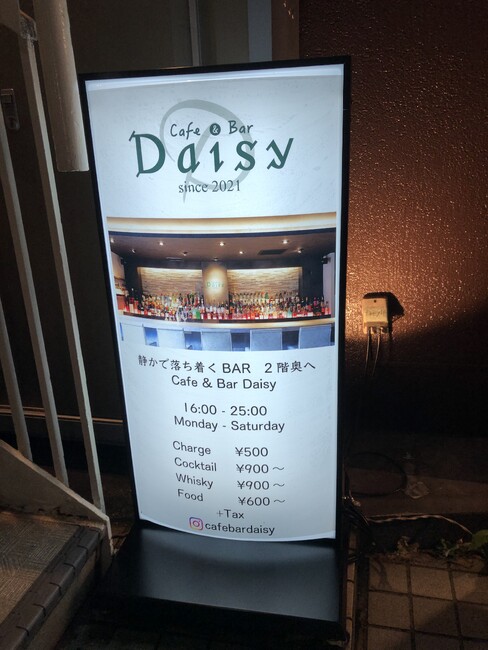 Cafe & Bar
Daisy
since 2021
静かで落ち着く BAR 2階奥へ
Cafe & Bar Daisy
16:00 - 25:00
Monday - Saturday
Charge ¥500
Cocktail ¥900～
Whisky ¥900～
Food ¥600～
+Tax
cafebardaisy